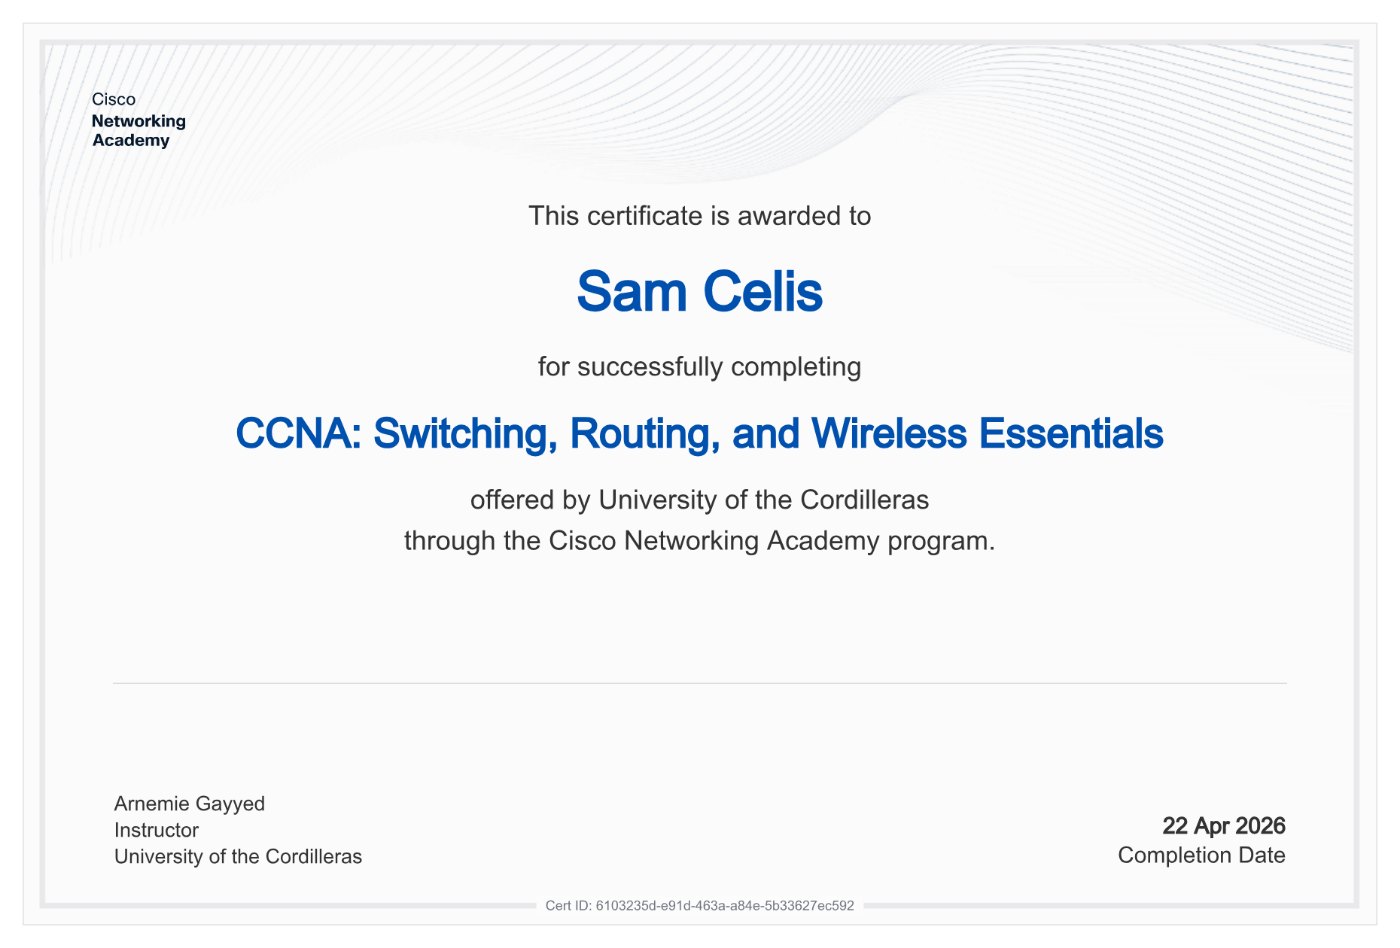 Cisco
Networking
Academy
This certificate is awarded to
Sam Celis
for successfully completing
CCNA: Switching, Routing, and Wireless Essentials
offered by University of the Cordilleras
through the Cisco Networking Academy program.
Arnemie Gayyed
Instructor
University of the Cordilleras
22 Apr 2026
Completion Date
Cert ID: 6103235d-e91d-463a-a84e-5b33627ec592